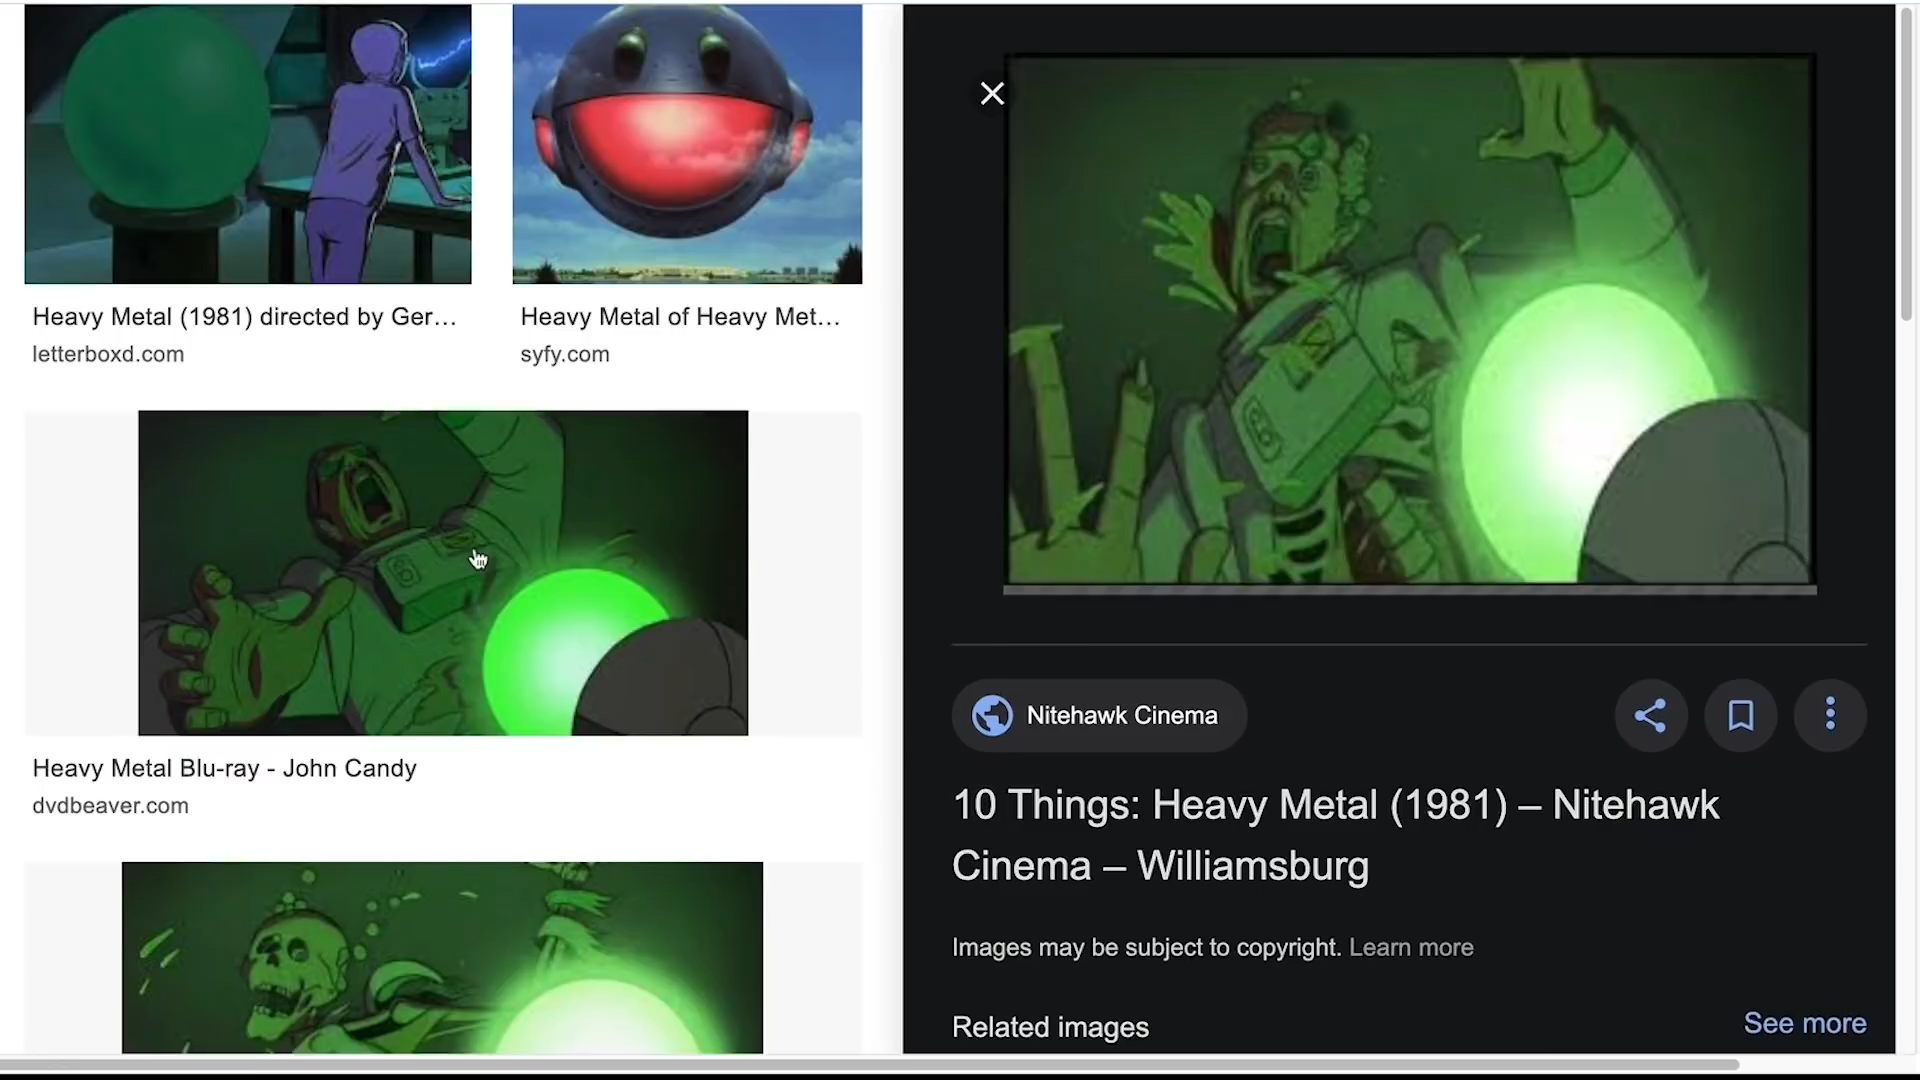 Heavy Metal (1981) directed by Ger...
letterboxd.com
Heavy Metal of Heavy Met...
syfy.com
Heavy Metal Blu-ray - John Candy
dvdbeaver.com
Nitehawk Cinema
10 Things: Heavy Metal (1981) – Nitehawk
Cinema – Williamsburg
Images may be subject to copyright. Learn more
Related images
See more